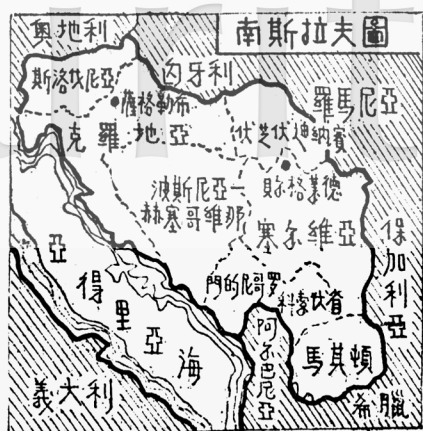 南斯拉夫圖
奧地利
匈牙利
羅馬尼亞
斯洛伐尼亞
薩格勒布
克羅地亞
伏芝伏迪納省
貝尔格萊德
波斯尼亞—
赫塞哥維那
塞尔維亞
保加利亞
門的尼哥罗
馬其頓
阿尔巴尼亞
亞得里亞海
義大利
希臘